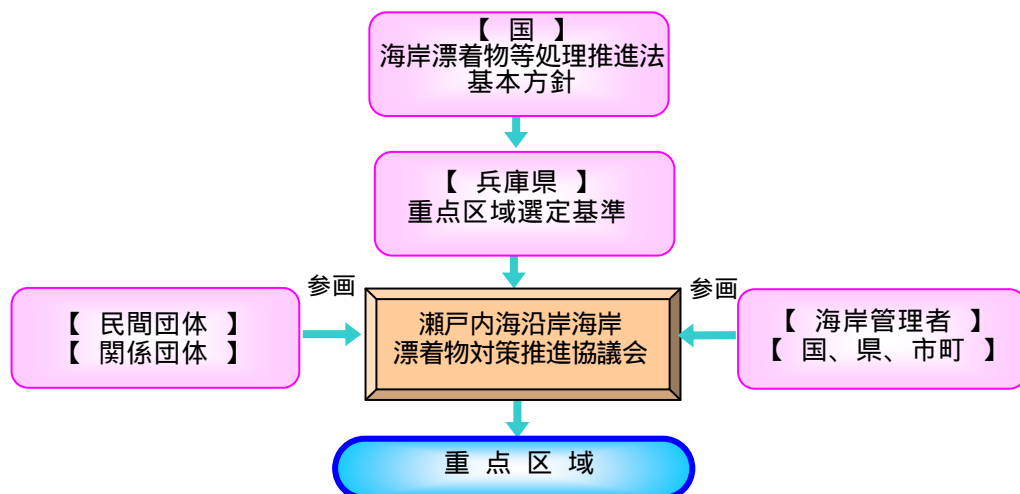 【 国 】
海岸漂着物等処理推進法
基本方針
【 兵庫県 】
重点区域選定基準
参画
参画
【 民間団体 】
【 関係団体 】
瀬戸内海沿岸海岸
漂着物対策推進協議会
【 海岸管理者 】
【 国、県、市町 】
重 点 区 域